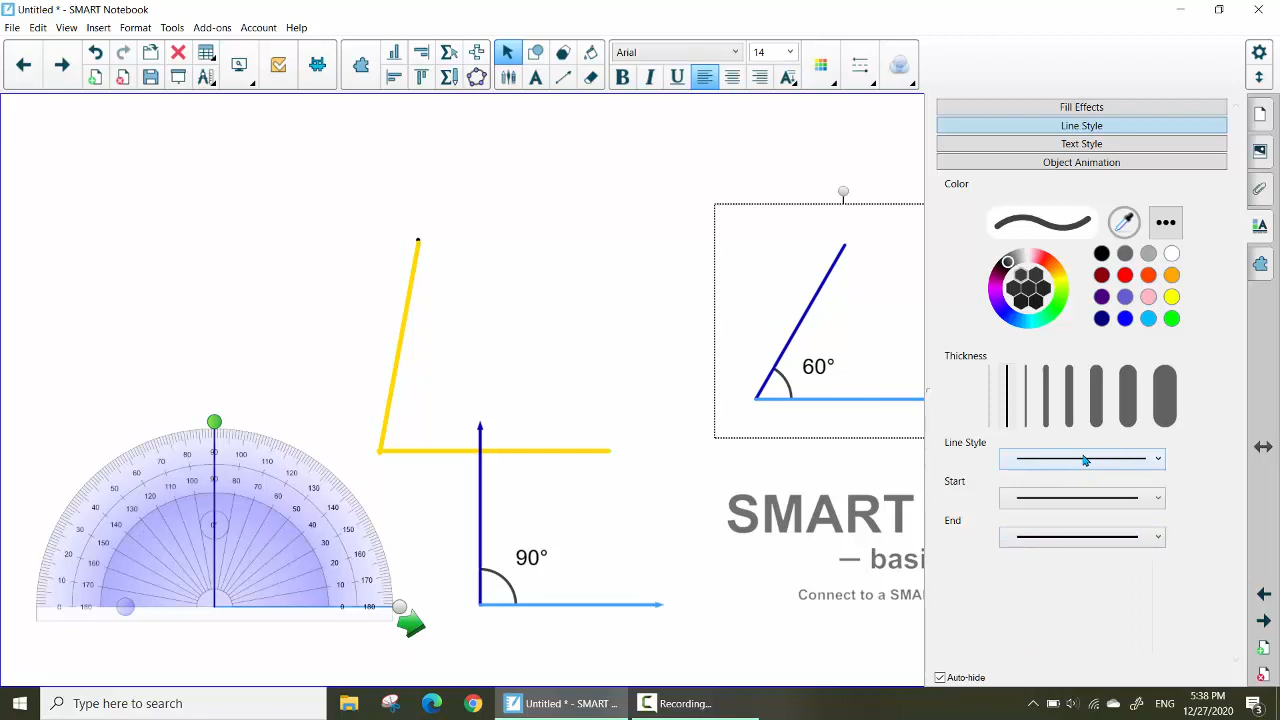 Untitled * - SMART Notebook
File Edit View Insert Format Tools Add-ons Account Help
Arial
14
B I U A
Fill Effects
Line Style
Text Style
Object Animation
Color
Thickness
Line Style
Start
End
60°
90°
SMART
— basi
Connect to a SMA
Auto-hide
Type here to search
Untitled * - SMART ...
Recording...
ENG
5:38 PM
12/27/2020
3